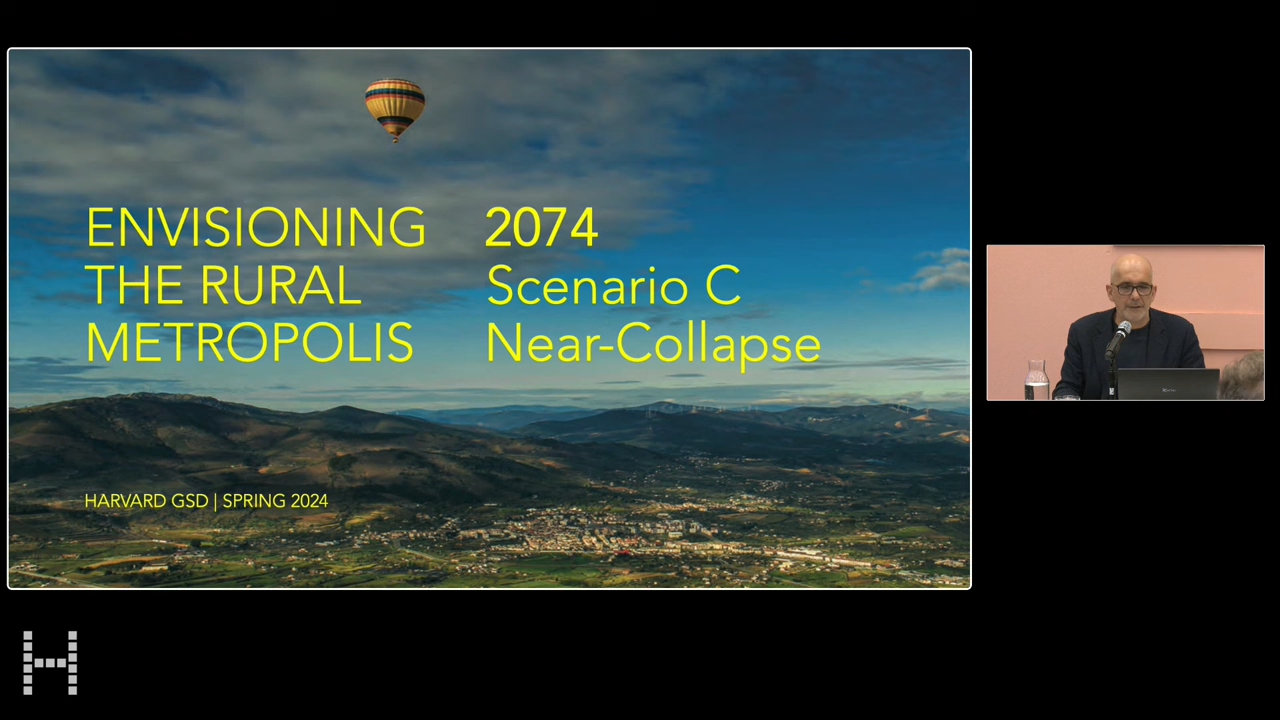 ENVISIONING
THE RURAL
METROPOLIS
2074
Scenario C
Near-Collapse
HARVARD GSD | SPRING 2024
H